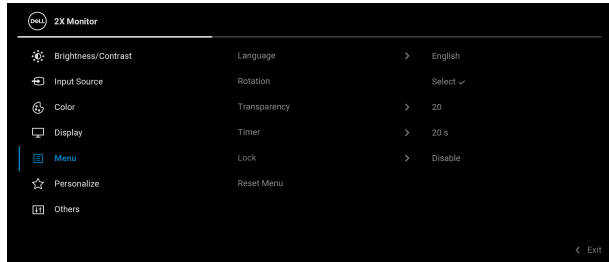 DELL 2X Monitor
Brightness/Contrast Language > English
Input Source Rotation Select ✓
Color Transparency > 20
Display Timer > 20 s
Menu Lock > Disable
Personalize Reset Menu
Others
< Exit